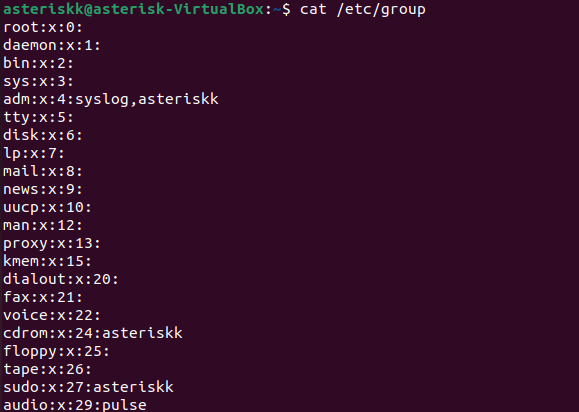 asteriskk@asterisk-VirtualBox:~$ cat /etc/group
root:x:0:
daemon:x:1:
bin:x:2:
sys:x:3:
adm:x:4:syslog,asteriskk
tty:x:5:
disk:x:6:
lp:x:7:
mail:x:8:
news:x:9:
uucp:x:10:
man:x:12:
proxy:x:13:
kmem:x:15:
dialout:x:20:
fax:x:21:
voice:x:22:
cdrom:x:24:asteriskk
floppy:x:25:
tape:x:26:
sudo:x:27:asteriskk
audio:x:29:pulse